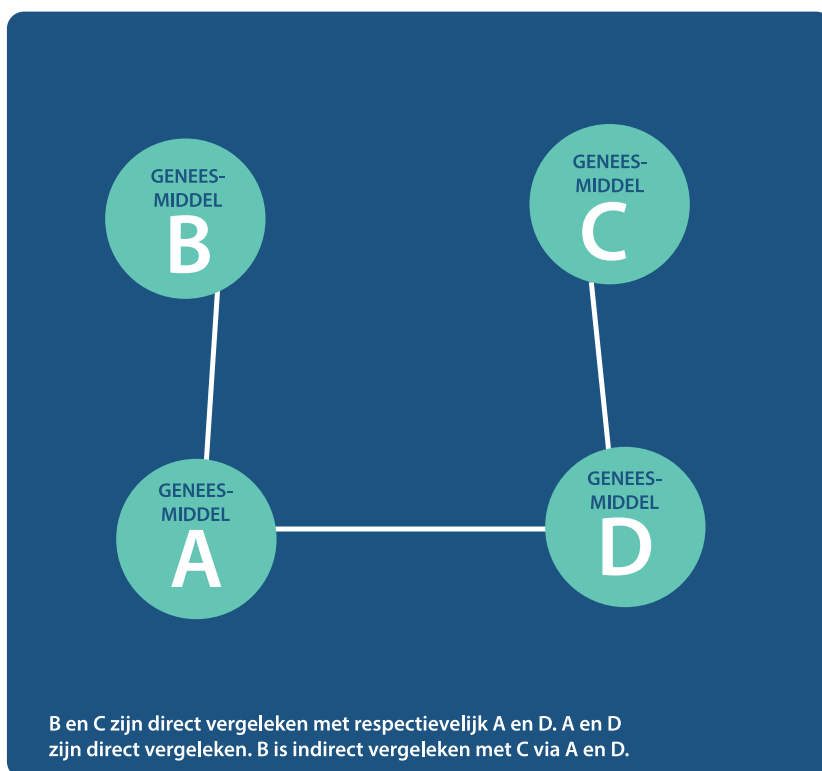 GENEES-
MIDDEL
B
GENEES-
MIDDEL
C
GENEES-
MIDDEL
A
GENEES-
MIDDEL
D
B en C zijn direct vergeleken met respectievelijk A en D. A en D
zijn direct vergeleken. B is indirect vergeleken met C via A en D.